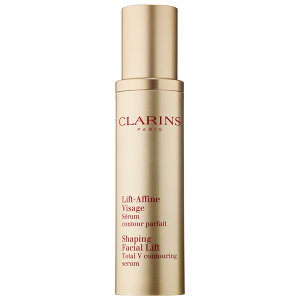 CLARINS
PARIS
Lift-Affine
Visage
Sérum
contour parfait
Shaping
Facial Lift
Total V contouring
serum